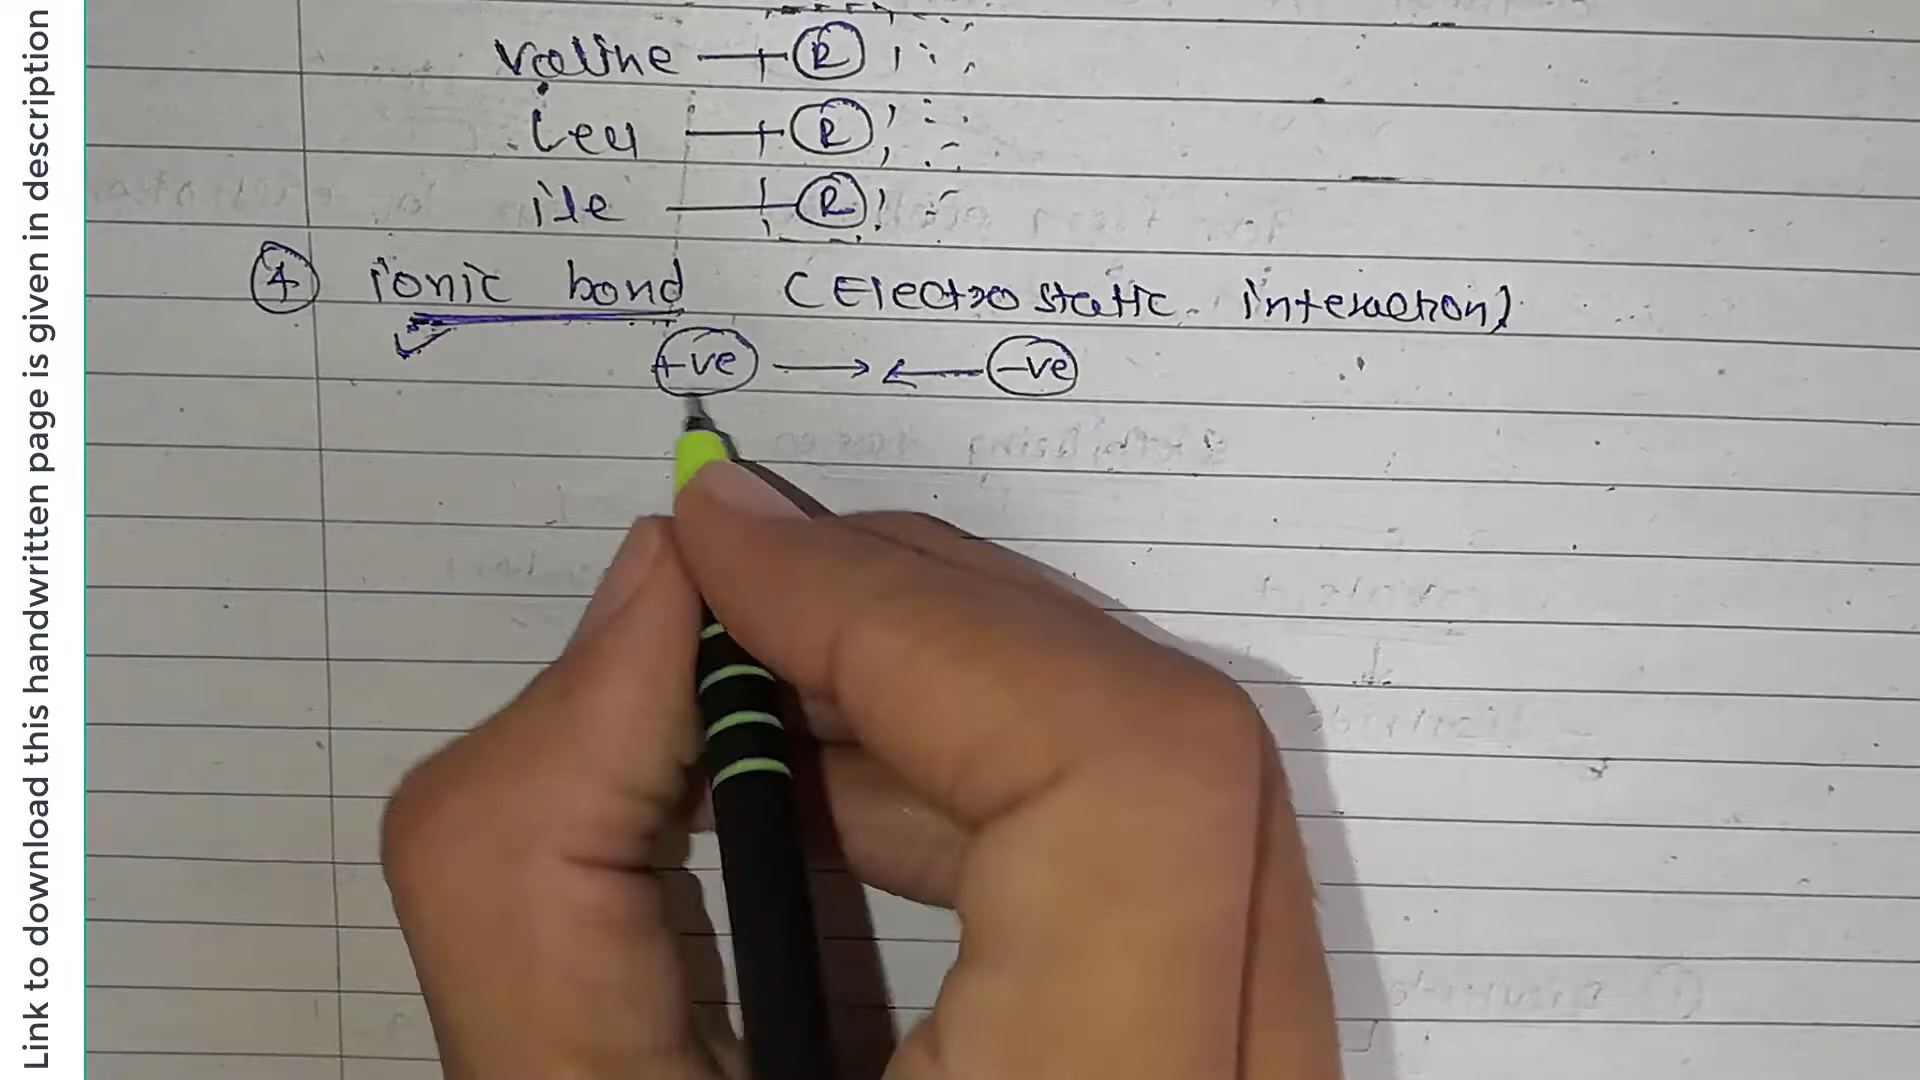 Link to download this handwritten page is given in description
valine R
leu R
ile R
4 ionic bond (Electrostatic interaction)
+ve -ve